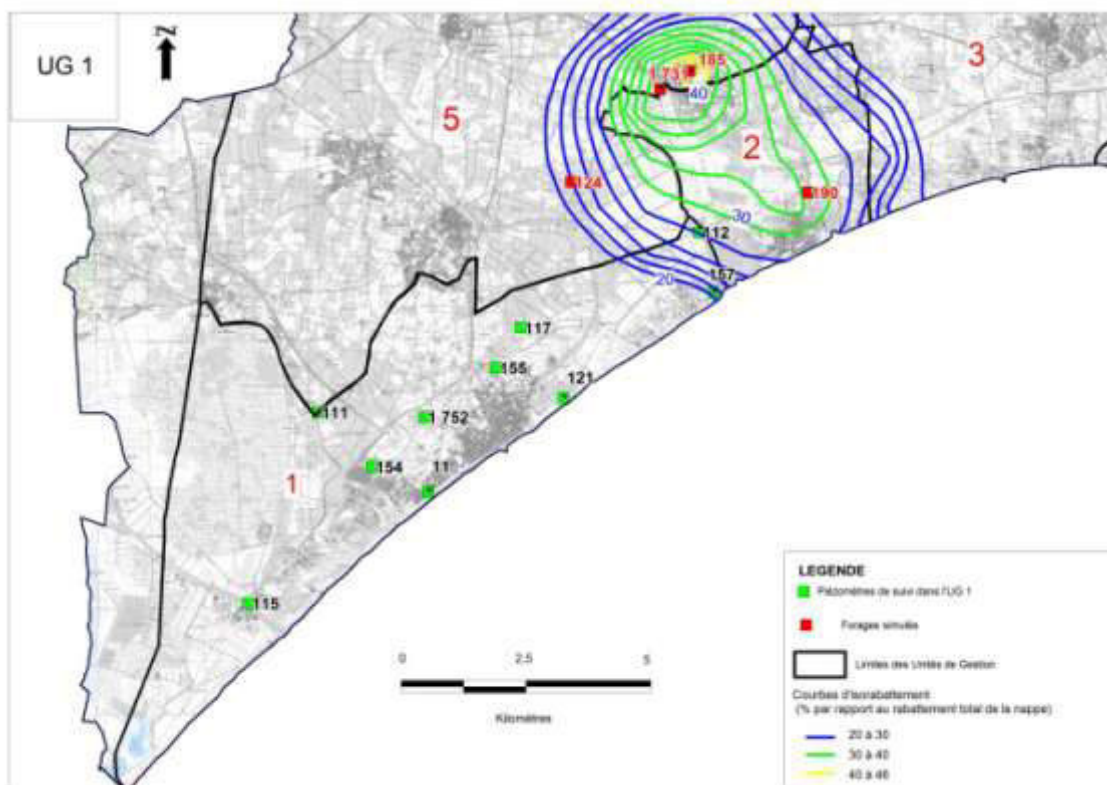 UG 1
N
3
185
1 73
40
5
2
124
190
30
112
20
157
117
155
121
111
1 752
154
11
1
115
LEGENDE
Piézomètres de suivi dans l'UG 1
Forages simulés
Limites des Unités de Gestion
Courbes d'isorabattement
(% par rapport au rabattement total de la nappe)
20 à 30
30 à 40
40 à 46
0 2.5 5
Kilomètres